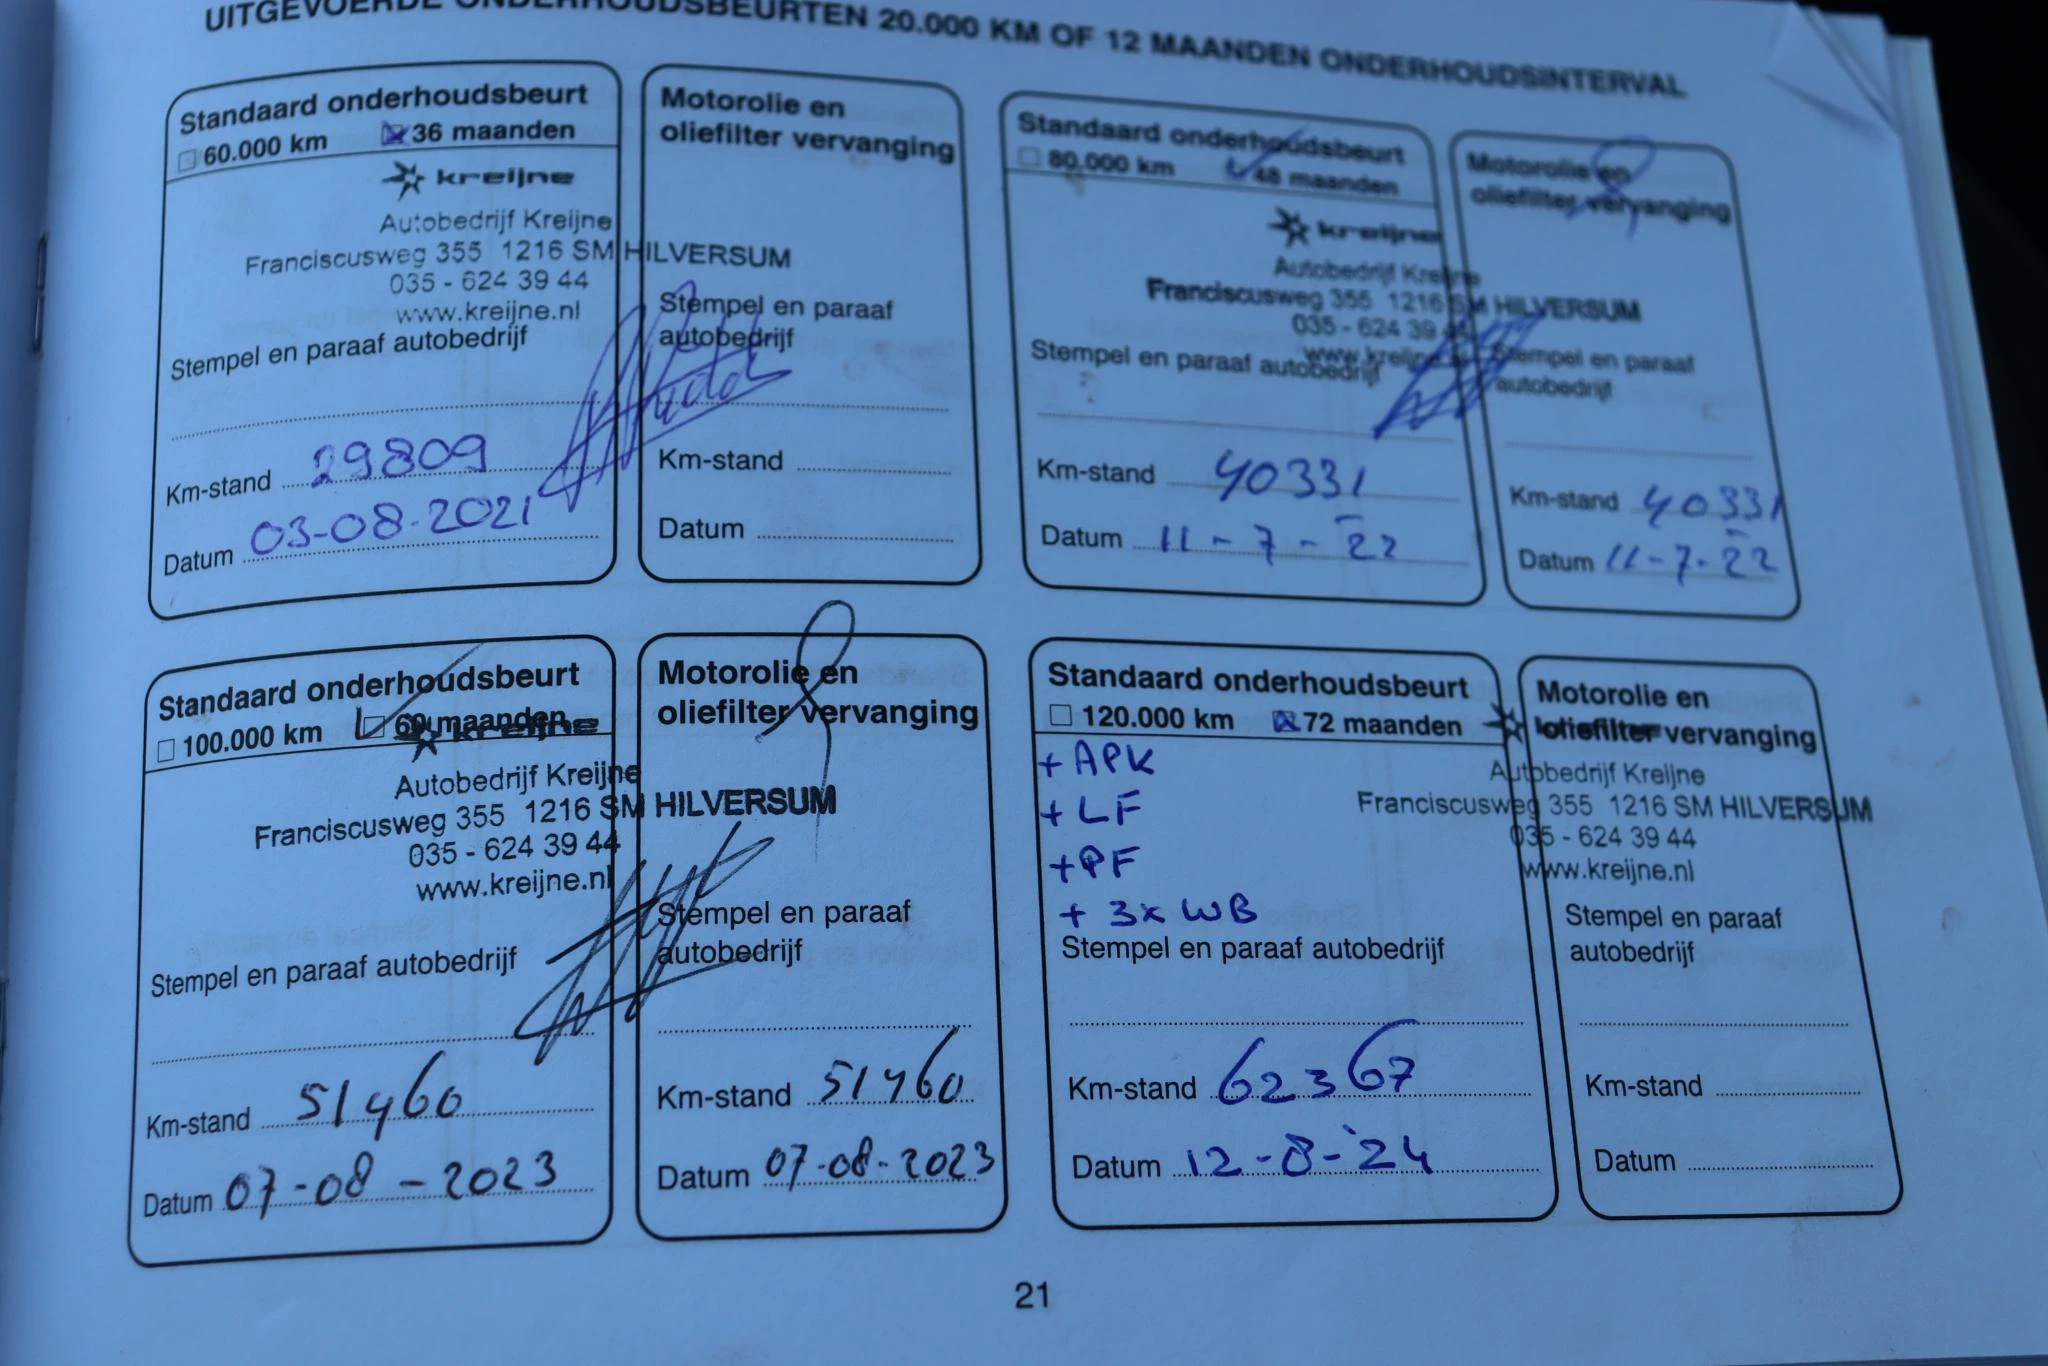 UITGEVOERDE ONDERHOUDSBEURTEN 20.000 KM OF 12 MAANDEN ONDERHOUDSINTERVAL
Standaard onderhoudsbeurt
60.000 km 36 maanden
kreijne
Autobedrijf Kreijne
Franciscusweg 355 1216 SM HILVERSUM
035 - 624 39 44
www.kreijne.nl
Stempel en paraaf autobedrijf
Km-stand 29809
Datum 03-08-2021
Motorolie en
oliefilter vervanging
Stempel en paraaf
autobedrijf
Km-stand
Datum
Standaard onderhoudsbeurt
80.000 km 48 maanden
kreijne
Autobedrijf Kreijne
Franciscusweg 355 1216 SM HILVERSUM
035 - 624 39
www.kreijne
Stempel en paraaf autobedrijf
Km-stand 40331
Datum 11-7-22
Motorolie en
oliefilter vervanging
Stempel en paraaf
autobedrijf
Km-stand 40331
Datum 11-7-22
Standaard onderhoudsbeurt
100.000 km 60 maanden
kreijne
Autobedrijf Kreijne
Franciscusweg 355 1216 SM HILVERSUM
035 - 624 39 44
www.kreijne.nl
Stempel en paraaf autobedrijf
Km-stand 51460
Datum 07-08-2023
Motorolie en
oliefilter vervanging
Stempel en paraaf
autobedrijf
Km-stand 51460
Datum 07-08-2023
Standaard onderhoudsbeurt
120.000 km 72 maanden
+ APK
+ LF
+ PF
+ 3x WB
Stempel en paraaf autobedrijf
Km-stand 62367
Datum 12-8-'24
Motorolie en
oliefilter vervanging
Autobedrijf Kreijne
Franciscusweg 355 1216 SM HILVERSUM
035 - 624 39 44
www.kreijne.nl
Stempel en paraaf
autobedrijf
Km-stand
Datum
21